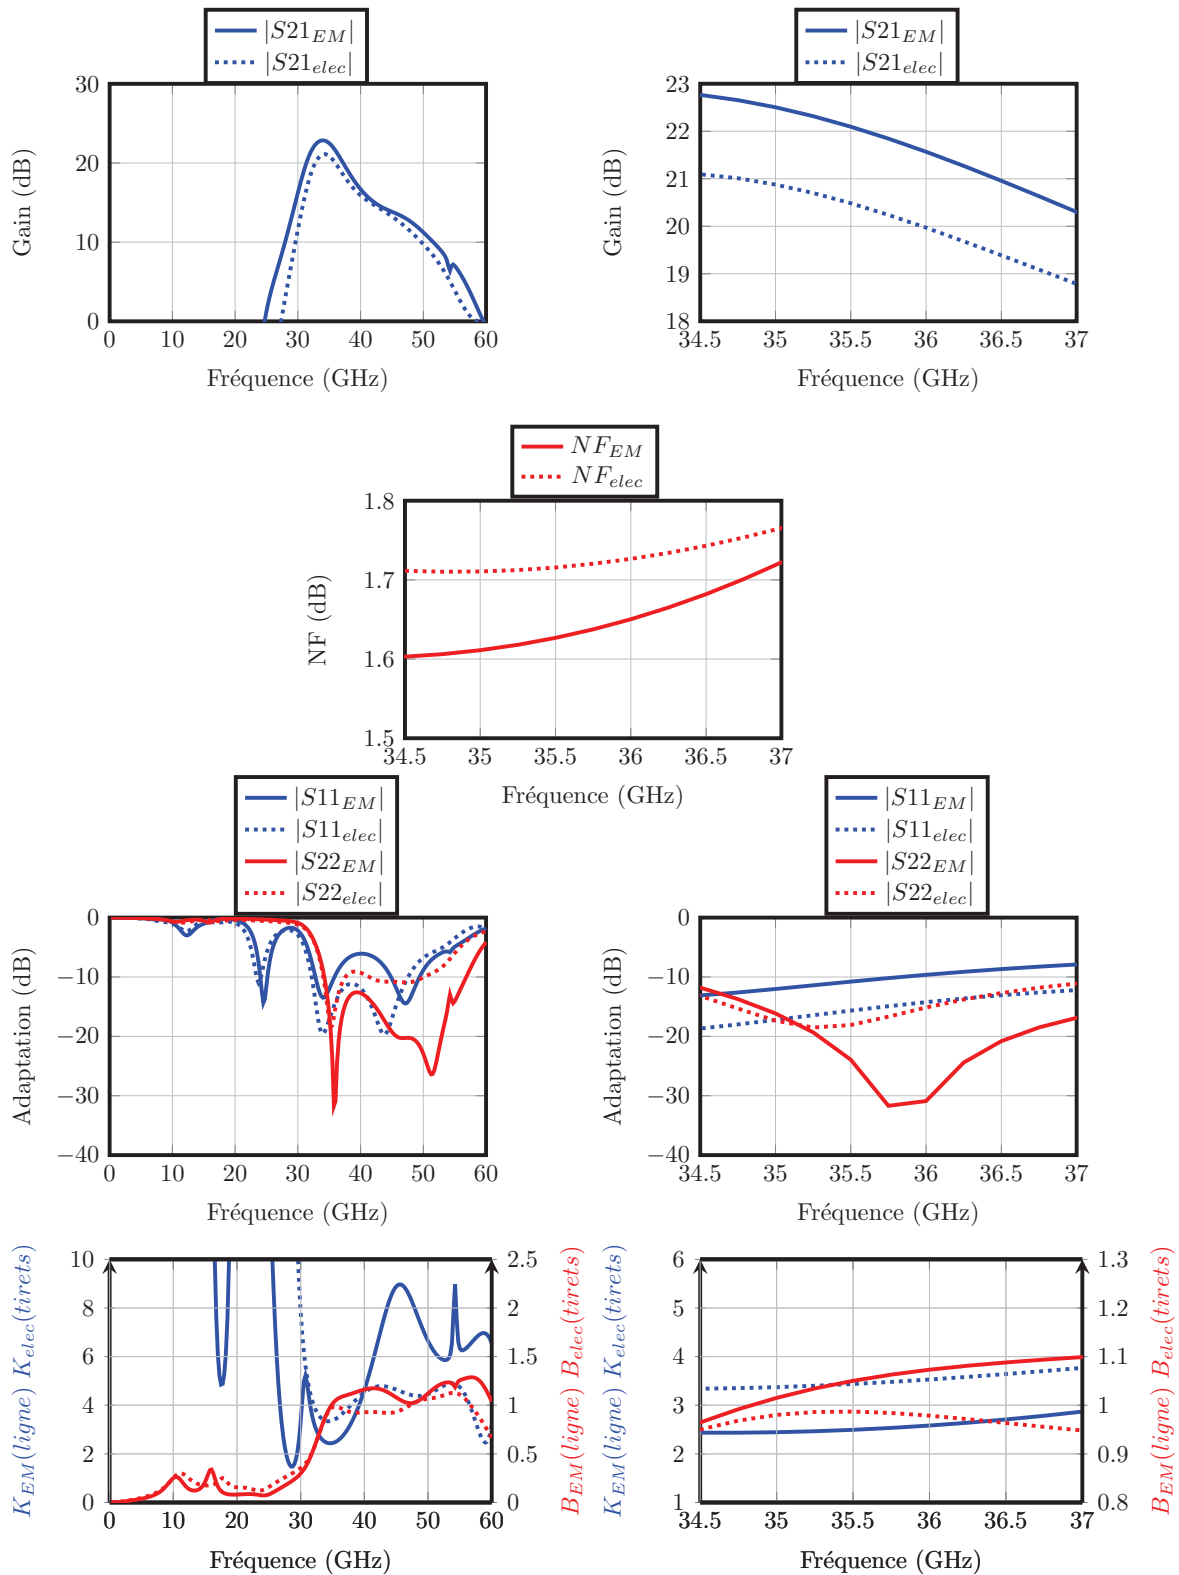 |S21EM|
|S21elec|
30
20
10
0
0 10 20 30 40 50 60
Gain (dB)
Fréquence (GHz)
|S21EM|
|S21elec|
23
22
21
20
19
18
34.5 35 35.5 36 36.5 37
Gain (dB)
Fréquence (GHz)
NFEM
NFelec
1.8
1.7
1.6
1.5
34.5 35 35.5 36 36.5 37
NF (dB)
Fréquence (GHz)
|S11EM|
|S11elec|
|S22EM|
|S22elec|
0
−10
−20
−30
−40
0 10 20 30 40 50 60
Adaptation (dB)
Fréquence (GHz)
|S11EM|
|S11elec|
|S22EM|
|S22elec|
0
−10
−20
−30
−40
34.5 35 35.5 36 36.5 37
Adaptation (dB)
Fréquence (GHz)
KEM(ligne) Kelec(tirets)
10
8
6
4
2
0
0 10 20 30 40 50 60
2.5
2
1.5
1
0.5
0
BEM(ligne) Belec(tirets)
Fréquence (GHz)
KEM(ligne) Kelec(tirets)
6
5
4
3
2
1
34.5 35 35.5 36 36.5 37
1.3
1.2
1.1
1
0.9
0.8
BEM(ligne) Belec(tirets)
Fréquence (GHz)